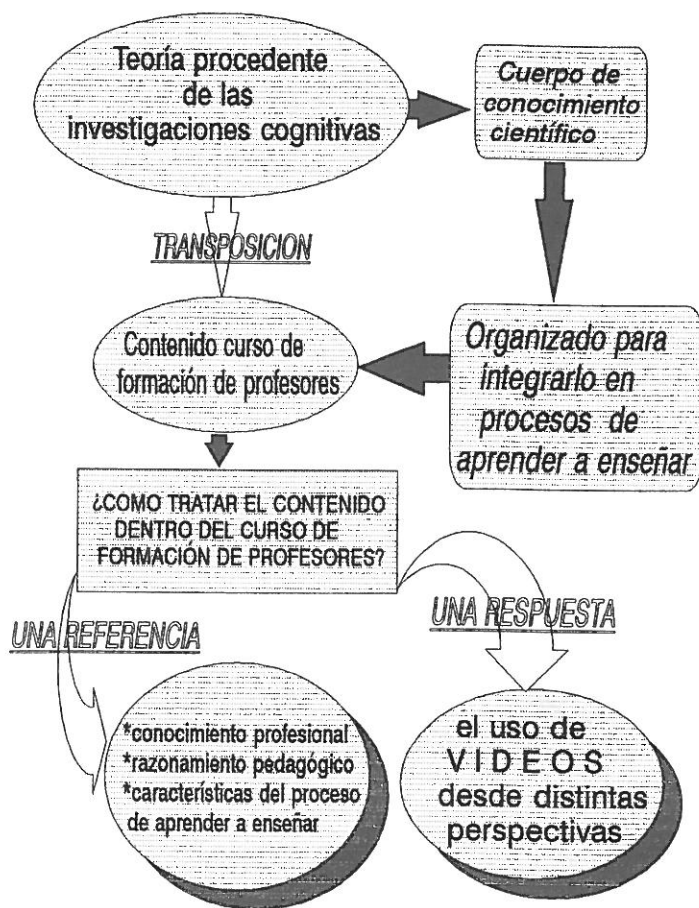 Teoría procedente
de las
investigaciones cognitivas
Cuerpo de
conocimiento
científico
TRANSPOSICION
Contenido curso de
formación de profesores
Organizado para
integrarlo en
procesos de
aprender a enseñar
¿COMO TRATAR EL CONTENIDO
DENTRO DEL CURSO DE
FORMACIÓN DE PROFESORES?
UNA REFERENCIA
UNA RESPUESTA
*conocimiento profesional
*razonamiento pedagógico
*características del proceso
de aprender a enseñar
el uso de
V I D E O S
desde distintas
perspectivas